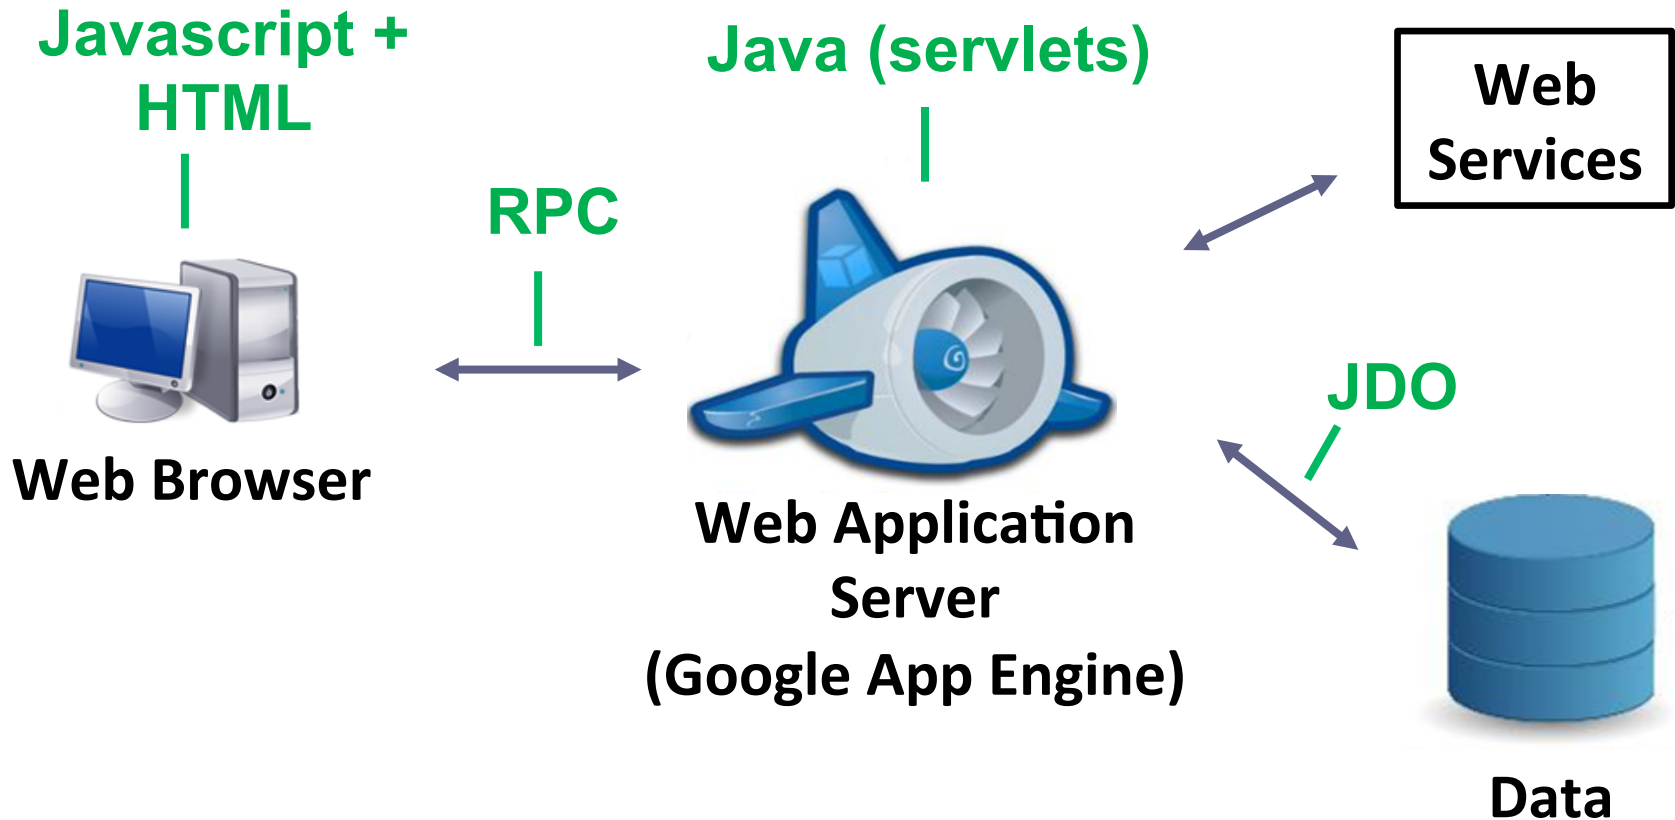 Javascript +
HTML
Java (servlets)
Web
Services
RPC
JDO
Web Browser
Web Application
Server
(Google App Engine)
Data